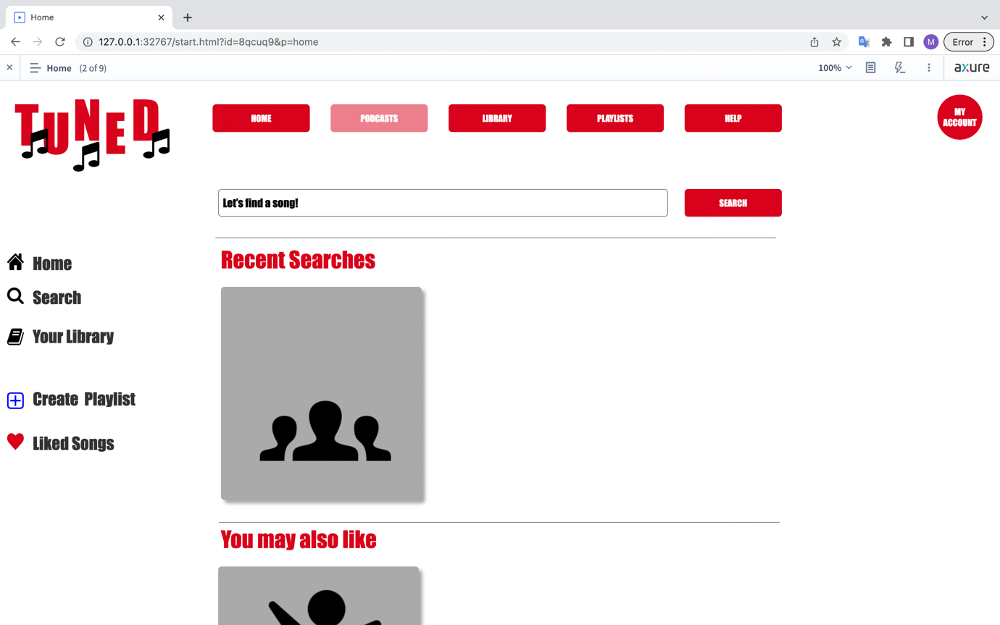 Home
127.0.0.1:32767/start.html?id=8qcuq9&p=home
M
Error
Home (2 of 9)
100%
axure
TUNED
HOME
PODCASTS
LIBRARY
PLAYLISTS
HELP
MY
ACCOUNT
Let's find a song!
SEARCH
Home
Search
Your Library
Create Playlist
Liked Songs
Recent Searches
You may also like